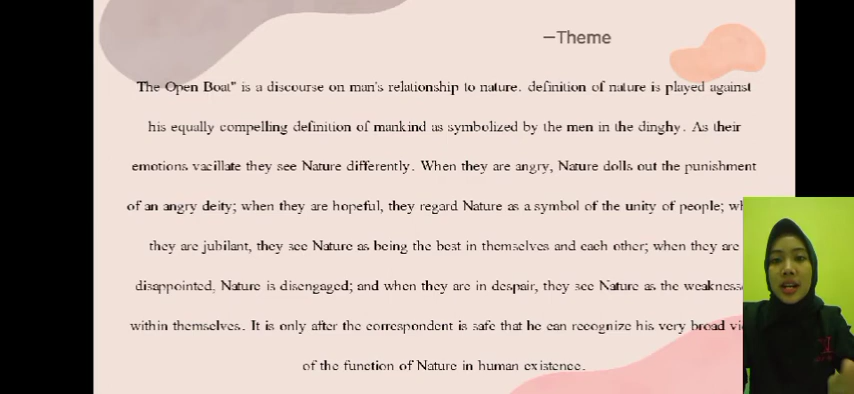 —Theme
The Open Boat" is a discourse on man's relationship to nature. definition of nature is played against
his equally compelling definition of mankind as symbolized by the men in the dinghy. As their
emotions vacillate they see Nature differently. When they are angry, Nature dolls out the punishment
of an angry deity; when they are hopeful, they regard Nature as a symbol of the unity of people;
they are jubilant, they see Nature as being the best in themselves and each other; when they are
disappointed, Nature is disengaged; and when they are in despair, they see Nature as the
within themselves. It is only after the correspondent is safe that he can recognize his very broad
of the function of Nature in human existence.